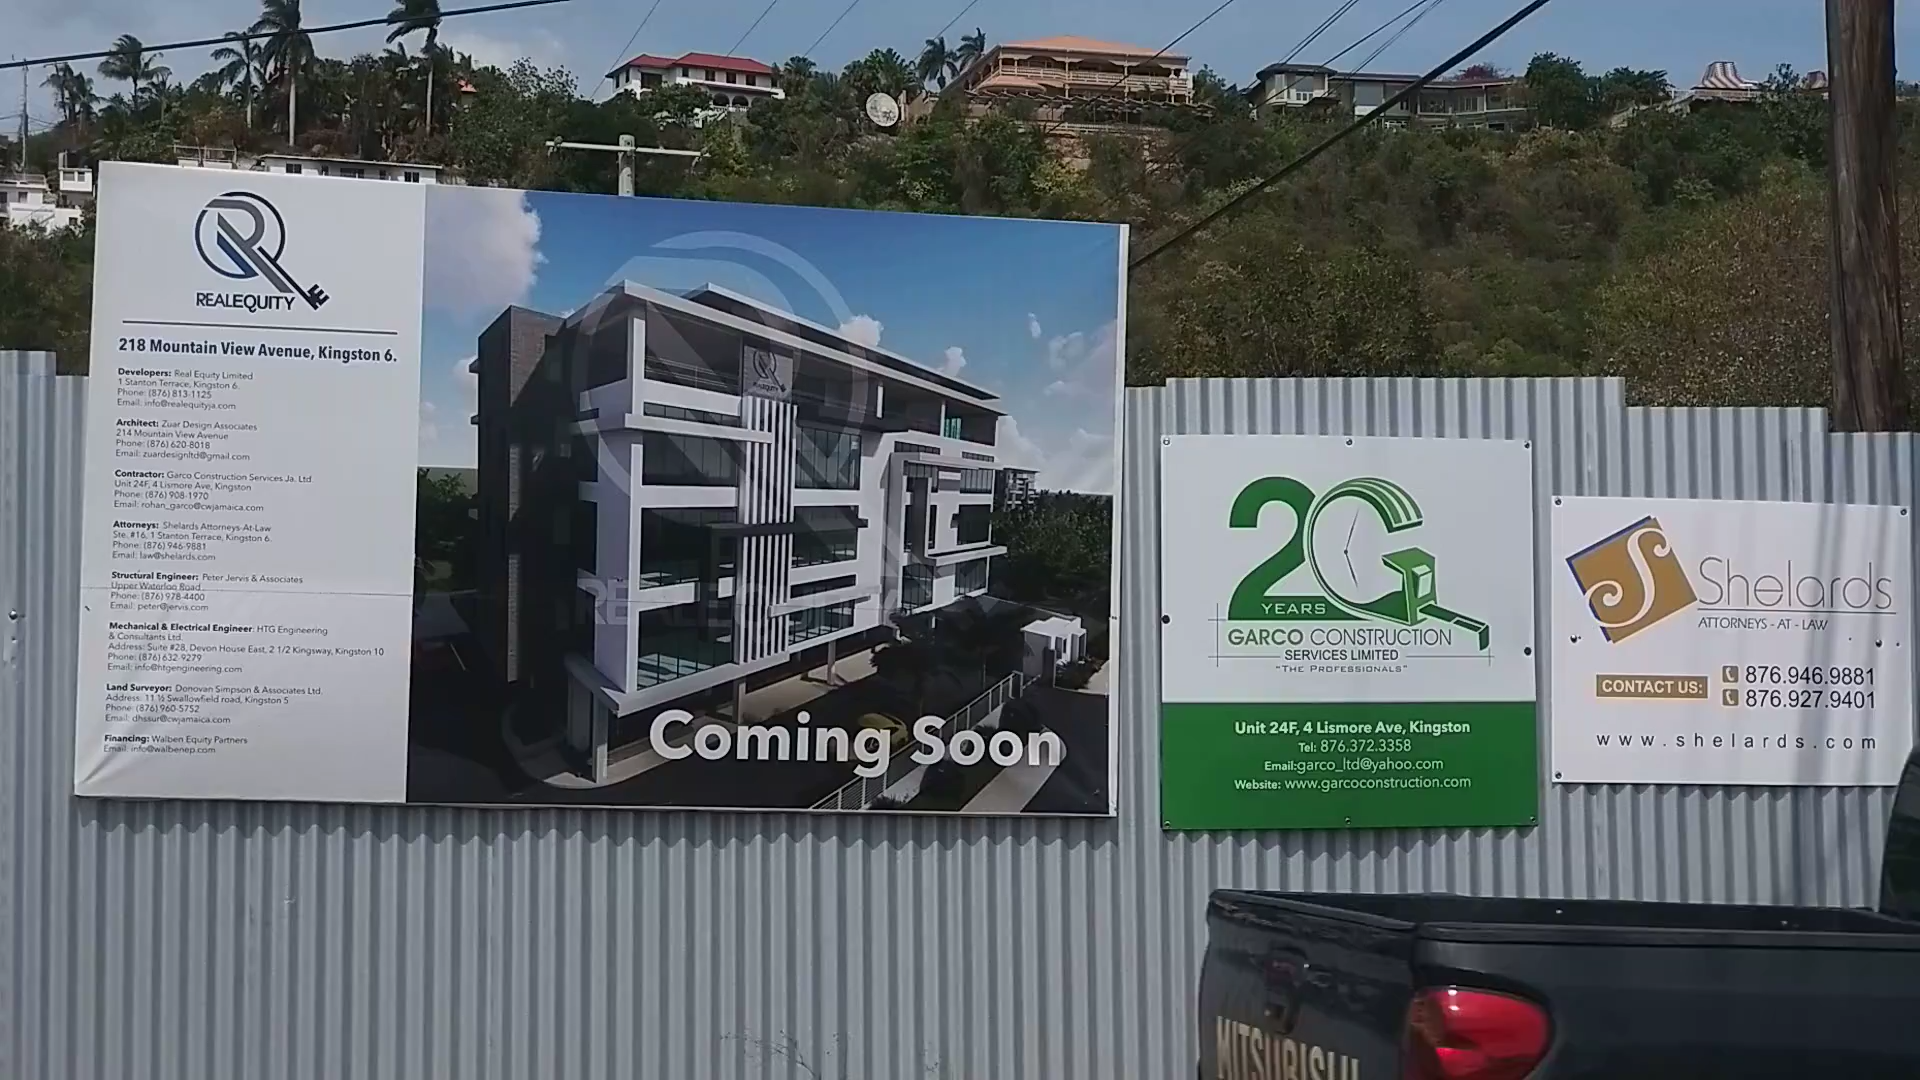 REALEQUITY
218 Mountain View Avenue, Kingston 6.
Developers: Real Equity Limited
1 Stanton Terrace, Kingston 6.
Phone: (876) 813-1125
Email: info@realequityja.com
Architect: Zuar Design Associates
214 Mountain View Avenue
Phone: (876) 620-8018
Email: zuardesignltd@gmail.com
Contractor: Garco Construction Services Ja. Ltd
Unit 24F, 4 Lismore Ave, Kingston
Phone: (876) 908-1970
Email: rohan_garco@cwjamaica.com
Attorneys: Shelards Attorneys-At-Law
Ste. #16, 1 Stanton Terrace, Kingston 6.
Phone: (876) 946-9881
Email: law@shelards.com
Structural Engineer: Peter Jervis & Associates
Upper Waterloo Road
Phone: (876) 978-4400
Email: peter@jervis.com
Mechanical & Electrical Engineer: HTG Engineering
& Consultants Ltd.
Address: Suite #28, Devon House East, 2 1/2 Kingsway, Kingston 10
Phone: (876) 632-9279
Email: info@htgengineering.com
Land Surveyor: Donovan Simpson & Associates Ltd.
Address: 11 ½ Swallowfield road, Kingston 5
Phone: (876) 960-5752
Email: dhssur@cwjamaica.com
Financing: Walben Equity Partners
Email: info@walbenep.com
REALEQUITY
Coming Soon
20
YEARS
GARCO CONSTRUCTION
SERVICES LIMITED
"THE PROFESSIONALS"
Unit 24F, 4 Lismore Ave, Kingston
Tel: 876.372.3358
Email:garco_ltd@yahoo.com
Website: www.garcoconstruction.com
S Shelards
ATTORNEYS - AT - LAW
CONTACT US: 876.946.9881
876.927.9401
www.shelards.com
MITSUBISHI